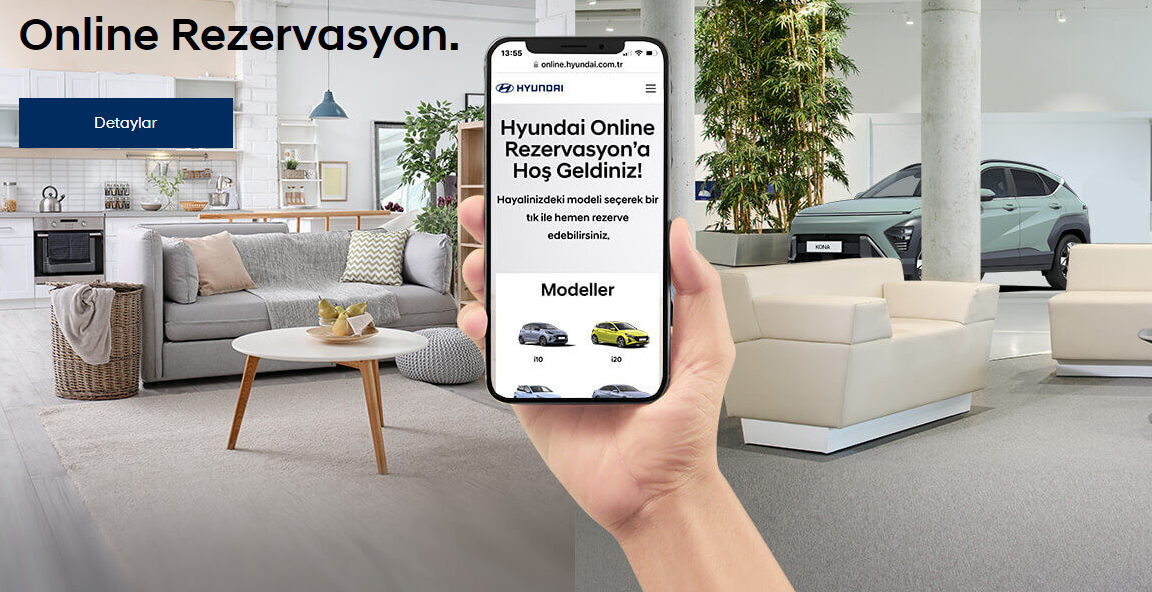 Online Rezervasyon.
Detaylar
13:55
online.hyundai.com.tr
HYUNDAI
Hyundai Online
Rezervasyon’a
Hoş Geldiniz!
Hayalinizdeki modeli seçerek bir
tık ile hemen rezerve
edebilirsiniz,
Modeller
i10 i20
KONA